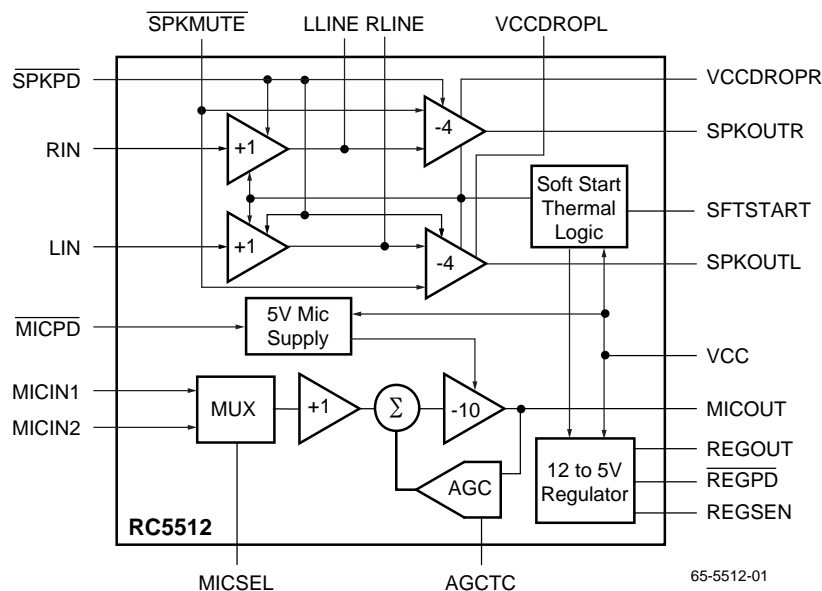 SPKMUTE LLINE RLINE VCCDROPL
SPKPD
VCCDROPR
-4
SPKOUTR
RIN
+1
Soft Start
Thermal
Logic
SFTSTART
LIN
+1
-4
SPKOUTL
MICPD
5V Mic
Supply
VCC
MICIN1
MUX
+1
Σ
-10
MICOUT
MICIN2
REGOUT
AGC
12 to 5V
Regulator
REGPD
REGSEN
RC5512
MICSEL
AGCTC
65-5512-01